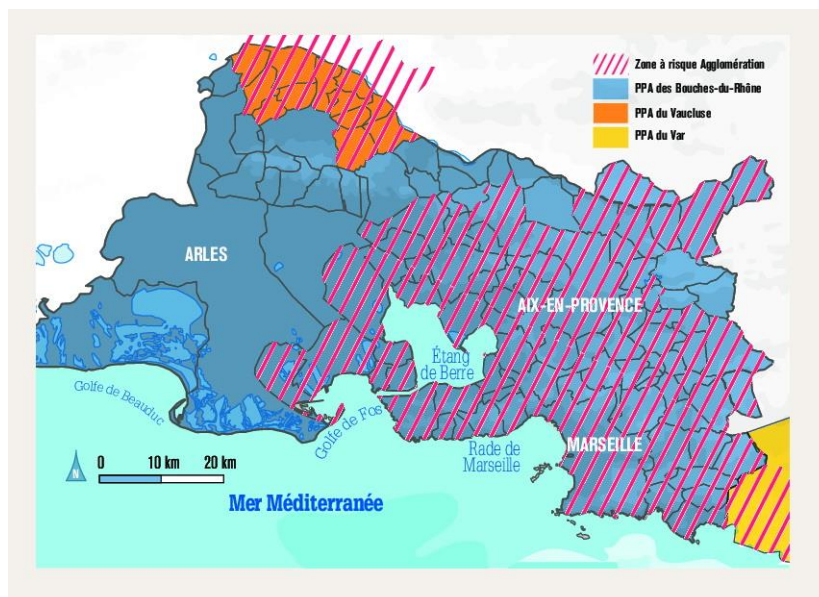 Zone à risque Agglomération
PPA des Bouches-du-Rhône
PPA du Vaucluse
PPA du Var
ARLES
AIX-EN-PROVENCE
Étang
de Berre
Golfe de Beauduc
Golfe de Fos
Rade de
Marseille
MARSEILLE
N
0 10 km 20 km
Mer Méditerranée